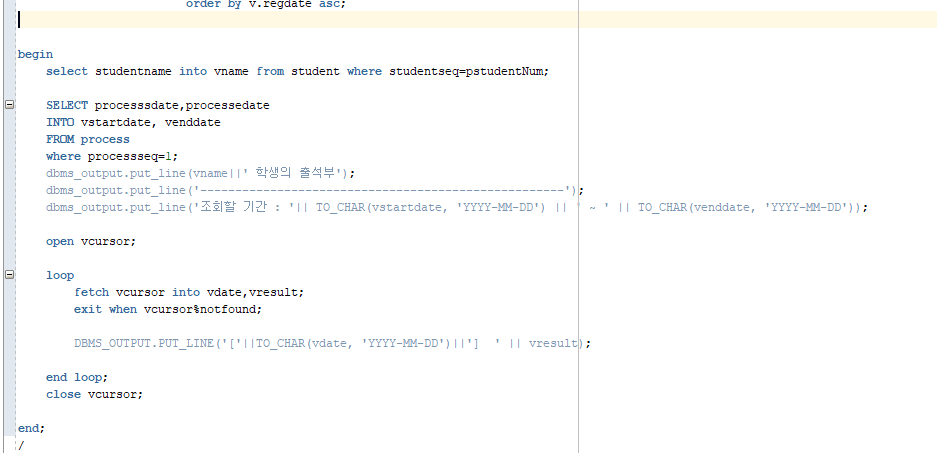 order by v.regdate asc;
begin
select studentname into vname from student where studentseq=pstudentNum;
SELECT processsdate,processedate
INTO vstartdate, venddate
FROM process
where processseq=1;
dbms_output.put_line(vname||' 학생의 출석부');
dbms_output.put_line('----------------------------------------------------');
dbms_output.put_line('조회할 기간 : '|| TO_CHAR(vstartdate, 'YYYY-MM-DD') || ' ~ ' || TO_CHAR(venddate, 'YYYY-MM-DD'));
open vcursor;
loop
fetch vcursor into vdate,vresult;
exit when vcursor%notfound;
DBMS_OUTPUT.PUT_LINE('['||TO_CHAR(vdate, 'YYYY-MM-DD')||']  ' || vresult);
end loop;
close vcursor;
end;
/